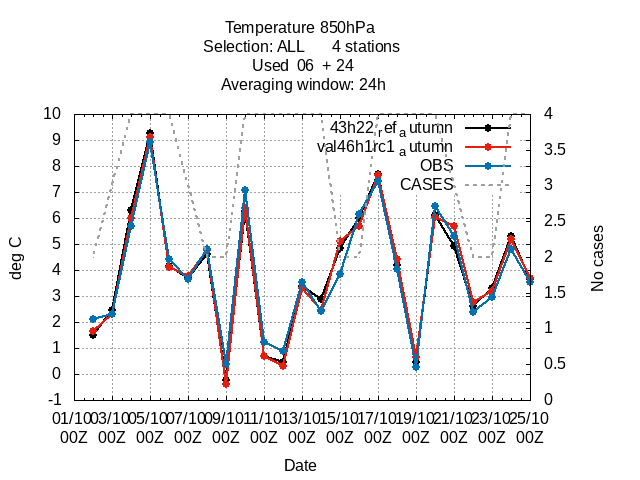 Temperature 850hPa
Selection: ALL 4 stations
Used 06 + 24
Averaging window: 24h
43h22_ref_autumn
val46h1rc1_autumn
OBS
CASES
10
9
8
7
6
5
4
3
2
1
0
-1
deg C
4
3.5
3
2.5
2
1.5
1
0.5
0
No cases
01/10 03/10 05/10 07/10 09/10 11/10 13/10 15/10 17/10 19/10 21/10 23/10 25/10
00Z 00Z 00Z 00Z 00Z 00Z 00Z 00Z 00Z 00Z 00Z 00Z 00Z
Date